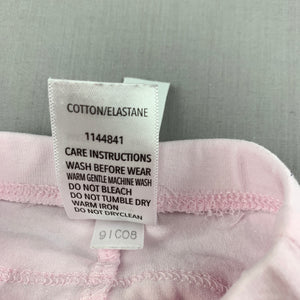 COTTON/ELASTANE
1144841
CARE INSTRUCTIONS
WASH BEFORE WEAR
WARM GENTLE MACHINE WASH
DO NOT BLEACH
DO NOT TUMBLE DRY
WARM IRON
DO NOT DRYCLEAN
91C08